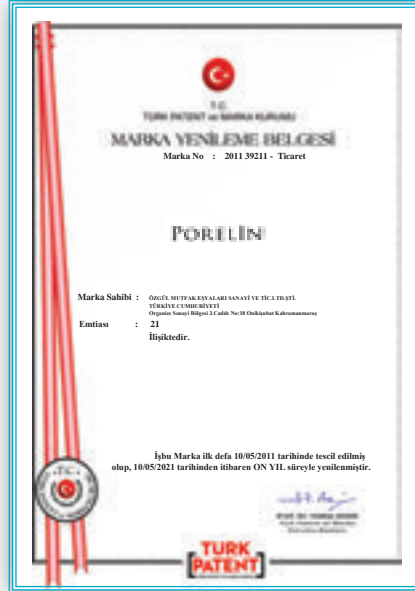 T.C.
TÜRK PATENT ve MARKA KURUMU
MARKA YENİLEME BELGESİ
Marka No : 2011 39211 - Ticaret
PORELİN
Marka Sahibi : ÖZGÜL MUTFAK EŞYALARI SANAYİ VE TİC.LTD.ŞTİ.
TÜRKİYE CUMHURİYETİ
Organize Sanayi Bölgesi 3.Cadde No:18 Onikişubat Kahramanmaraş
Emtiası : 21
İlişiktedir.
İşbu Marka ilk defa 10/05/2011 tarihinde tescil edilmiş
olup, 10/05/2021 tarihinden itibaren ON YIL süreyle yenilenmiştir.
TÜRK
PATENT